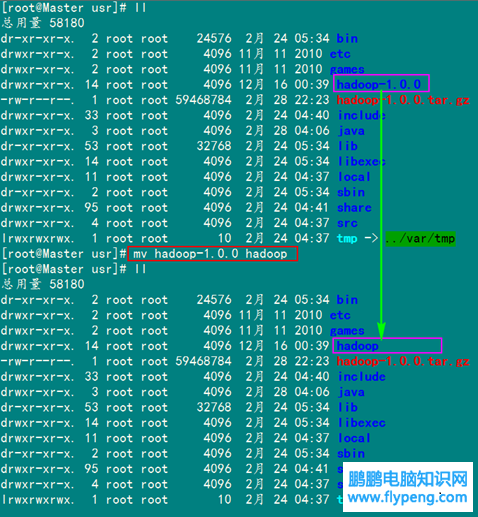 [root@Master usr]# ll
总用量 58180
dr-xr-xr-x. 2 root root 24576 2月 24 05:34 bin
drwxr-xr-x. 2 root root 4096 11月 11 2010 etc
drwxr-xr-x. 2 root root 4096 11月 11 2010 games
drwxr-xr-x. 14 root root 4096 12月 16 00:39 hadoop-1.0.0
-rw-r--r--. 1 root root 59468784 2月 28 22:23 hadoop-1.0.0.tar.gz
drwxr-xr-x. 33 root root 4096 2月 24 04:40 include
drwxr-xr-x. 3 root root 4096 2月 28 04:06 java
dr-xr-xr-x. 53 root root 32768 2月 24 05:34 lib
drwxr-xr-x. 14 root root 4096 2月 24 05:34 libexec
drwxr-xr-x. 11 root root 4096 2月 24 04:37 local
dr-xr-xr-x. 2 root root 4096 2月 24 05:34 sbin
drwxr-xr-x. 95 root root 4096 2月 24 04:41 share
drwxr-xr-x. 4 root root 4096 2月 24 04:37 src
lrwxrwxrwx. 1 root root 10 2月 24 04:37 tmp -> ../var/tmp
[root@Master usr]# mv hadoop-1.0.0 hadoop
[root@Master usr]# ll
总用量 58180
dr-xr-xr-x. 2 root root 24576 2月 24 05:34 bin
drwxr-xr-x. 2 root root 4096 11月 11 2010 etc
drwxr-xr-x. 2 root root 4096 11月 11 2010 games
drwxr-xr-x. 14 root root 4096 12月 16 00:39 hadoop
-rw-r--r--. 1 root root 59468784 2月 28 22:23 hadoop-1.0.0.tar.gz
drwxr-xr-x. 33 root root 4096 2月 24 04:40 include
drwxr-xr-x. 3 root root 4096 2月 28 04:06 java
dr-xr-xr-x. 53 root root 32768 2月 24 05:34 lib
drwxr-xr-x. 14 root root 4096 2月 24 05:34 libexec
drwxr-xr-x. 11 root root 4096 2月 24 04:37 local
dr-xr-xr-x. 2 root root 4096 2月 24 05:34 s
drwxr-xr-x. 95 root root 4096 2月 24 04:41 s
drwxr-xr-x. 4 root root 4096 2月 24 04:37 s
lrwxrwxrwx. 1 root root 10 2月 24 04:37 t
鹏鹏电脑知识网
www.flypeng.com